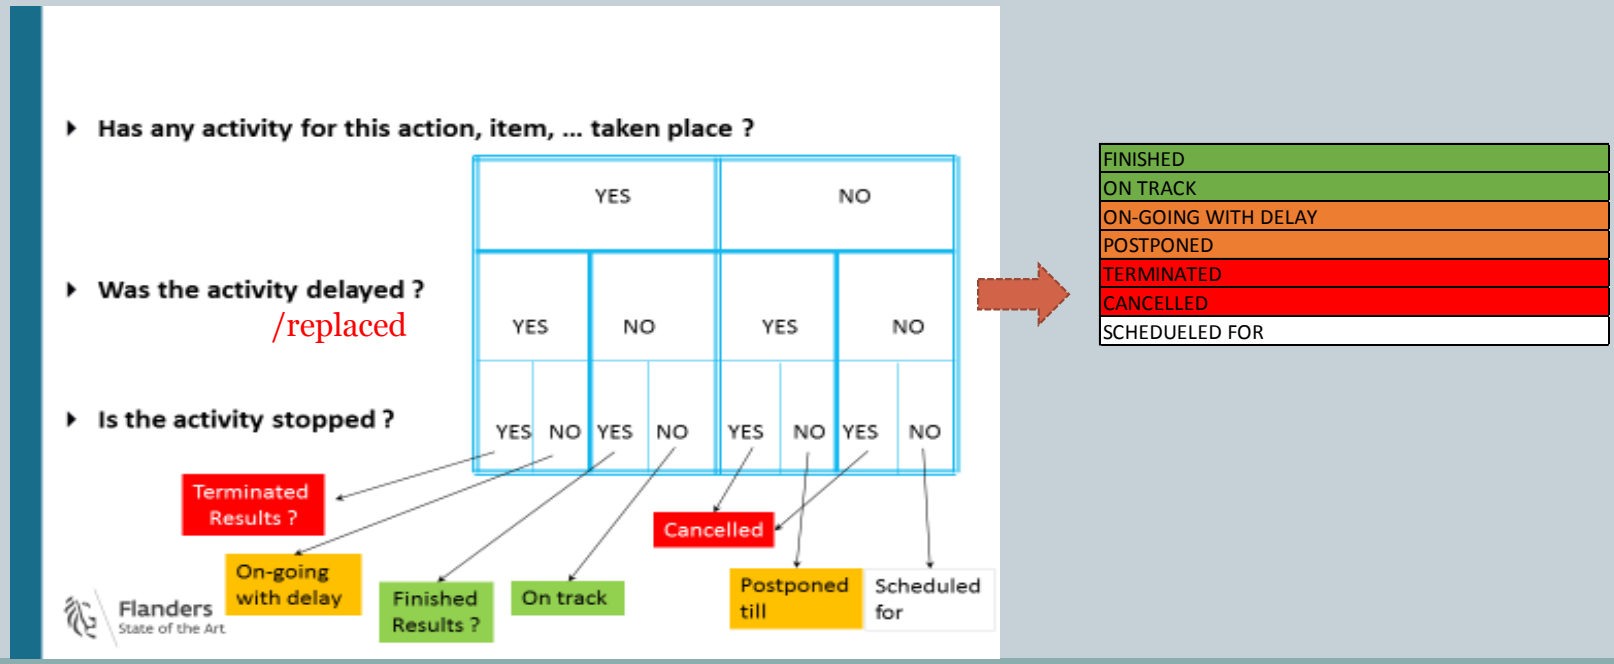 Has any activity for this action, item, ... taken place ?
YES NO
Was the activity delayed ?
/replaced
YES NO YES NO
Is the activity stopped ?
YES NO YES NO YES NO YES NO
Terminated
Results ?
Cancelled
On-going
with delay
Finished
Results ?
On track
Postponed
till
Scheduled
for
Flanders
State of the Art
FINISHED
ON TRACK
ON-GOING WITH DELAY
POSTPONED
TERMINATED
CANCELLED
SCHEDUELED FOR